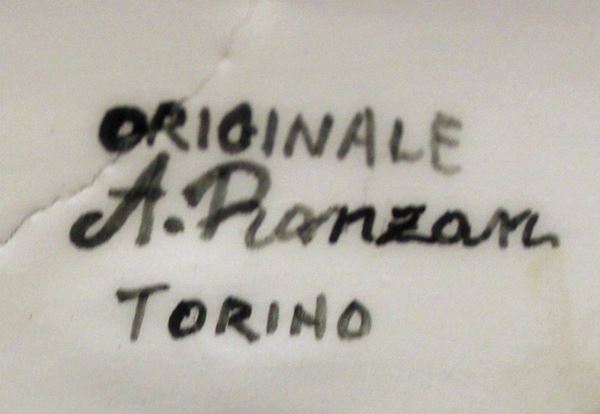 ORIGINALE
A. Ronzan
TORINO